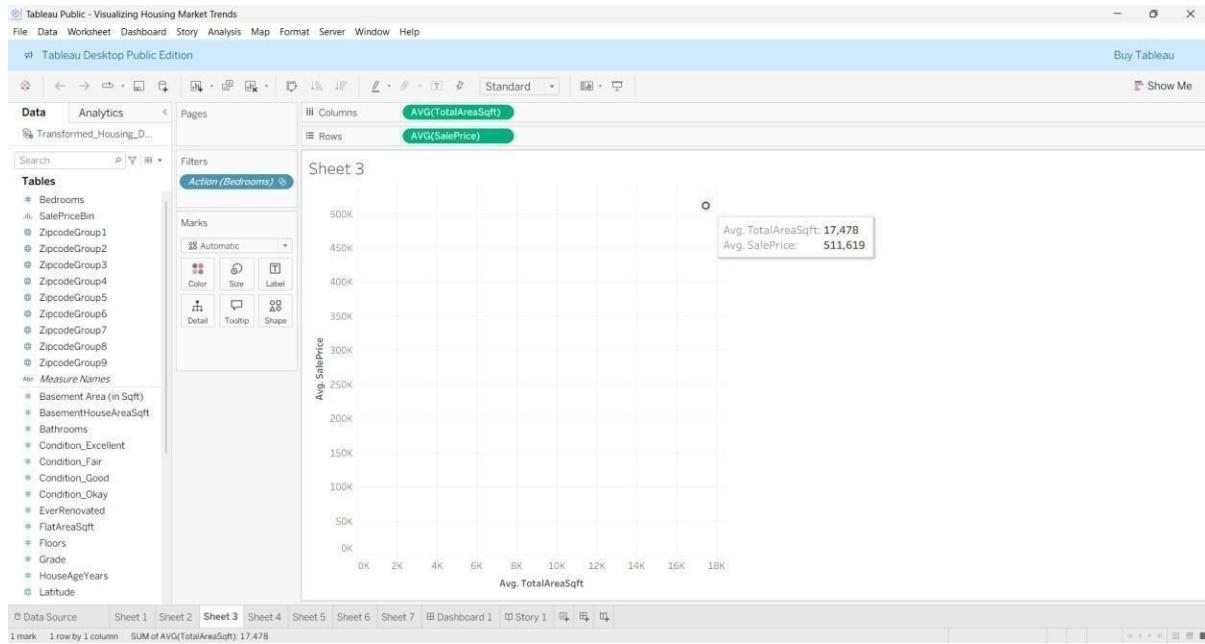 Tableau Public - Visualizing Housing Market Trends
File Data Worksheet Dashboard Story Analysis Map Format Server Window Help
Tableau Desktop Public Edition
Buy Tableau
Standard
Show Me
Data Analytics
Transformed_Housing_D...
Search
Tables
Bedrooms
SalePriceBin
ZipcodeGroup1
ZipcodeGroup2
ZipcodeGroup3
ZipcodeGroup4
ZipcodeGroup5
ZipcodeGroup6
ZipcodeGroup7
ZipcodeGroup8
ZipcodeGroup9
Abc Measure Names
Basement Area (in Sqft)
BasementHouseAreaSqft
Bathrooms
Condition_Excellent
Condition_Fair
Condition_Good
Condition_Okay
EverRenovated
FlatAreaSqft
Floors
Grade
HouseAgeYears
Latitude
Pages
Filters
Action (Bedrooms)
Marks
Automatic
Color Size Label
Detail Tooltip Shape
Columns AVG(TotalAreaSqft)
Rows AVG(SalePrice)
Sheet 3
500K
450K
400K
350K
300K
250K
200K
150K
100K
50K
0K
Avg. SalePrice
Avg. TotalAreaSqft: 17,478
Avg. SalePrice: 511,619
0K 2K 4K 6K 8K 10K 12K 14K 16K 18K
Avg. TotalAreaSqft
Data Source Sheet 1 Sheet 2 Sheet 3 Sheet 4 Sheet 5 Sheet 6 Sheet 7 Dashboard 1 Story 1
1 mark 1 row by 1 column SUM of AVG(TotalAreaSqft): 17,478